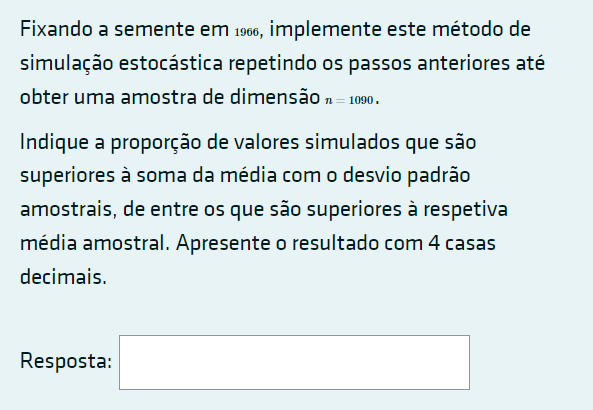 Fixando a semente em 1966, implemente este método de
simulação estocástica repetindo os passos anteriores até
obter uma amostra de dimensão n = 1090.
Indique a proporção de valores simulados que são
superiores à soma da média com o desvio padrão
amostrais, de entre os que são superiores à respetiva
média amostral. Apresente o resultado com 4 casas
decimais.
Resposta: